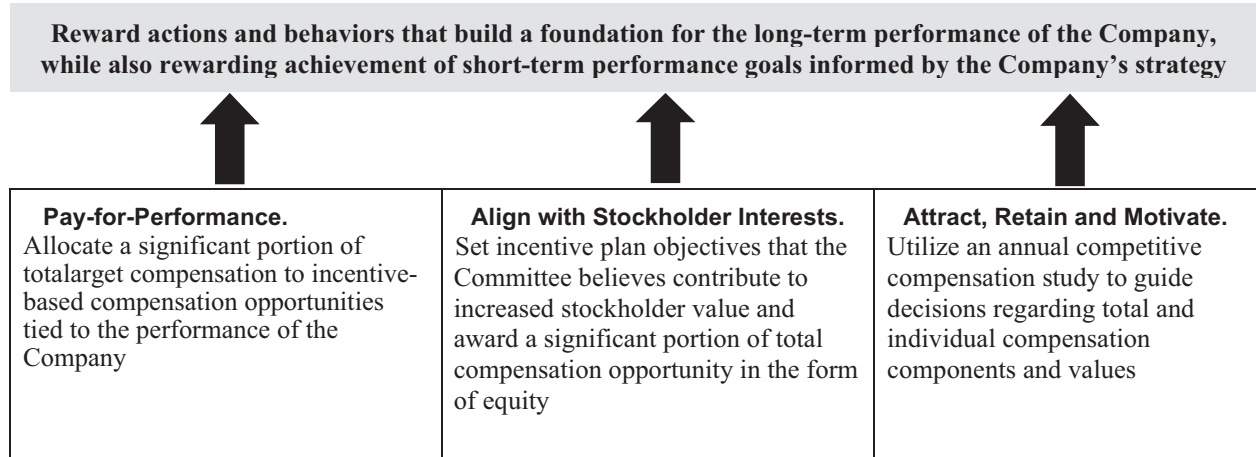 Reward actions and behaviors that build a foundation for the long-term performance of the Company,
while also rewarding achievement of short-term performance goals informed by the Company’s strategy
Pay-for-Performance.
Allocate a significant portion of
totalarget compensation to incentive-
based compensation opportunities
tied to the performance of the
Company
Align with Stockholder Interests.
Set incentive plan objectives that the
Committee believes contribute to
increased stockholder value and
award a significant portion of total
compensation opportunity in the form
of equity
Attract, Retain and Motivate.
Utilize an annual competitive
compensation study to guide
decisions regarding total and
individual compensation
components and values